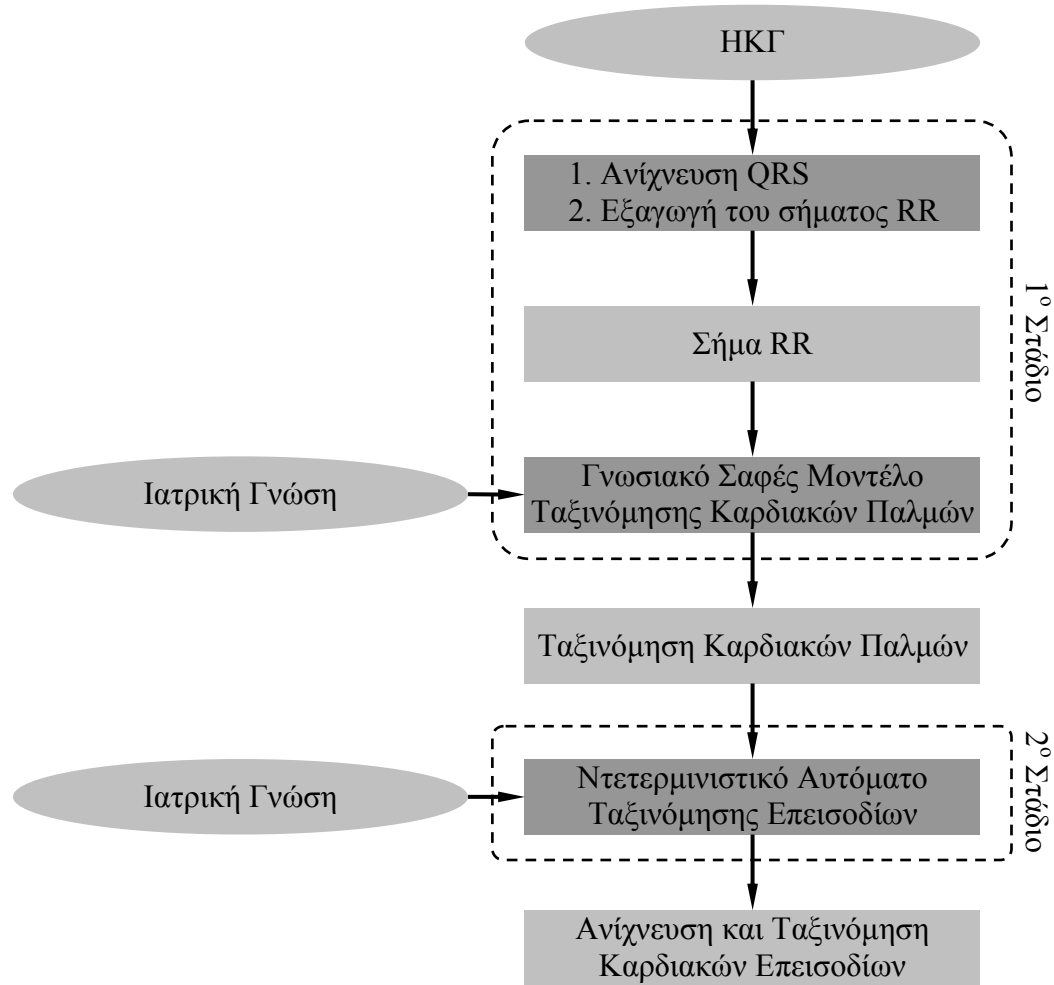 ΗΚΓ
1. Ανίχνευση QRS
2. Εξαγωγή του σήματος RR
Σήμα RR
1ο Στάδιο
Ιατρική Γνώση
Γνωσιακό Σαφές Μοντέλο
Ταξινόμησης Καρδιακών Παλμών
Ταξινόμηση Καρδιακών Παλμών
Ιατρική Γνώση
Ντετερμινιστικό Αυτόματο
Ταξινόμησης Επεισοδίων
2ο Στάδιο
Ανίχνευση και Ταξινόμηση
Καρδιακών Επεισοδίων